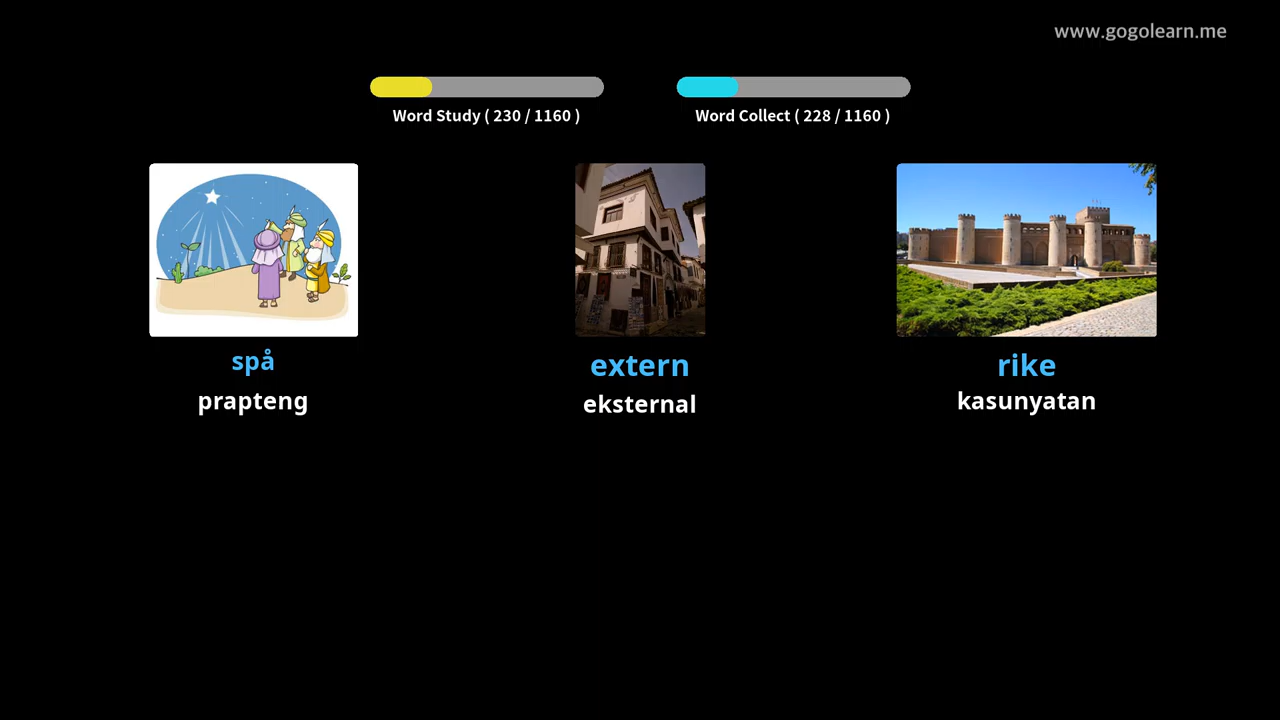 www.gogolearn.me
Word Study ( 230 / 1160 )
Word Collect ( 228 / 1160 )
spå
prapteng
extern
eksternal
rike
kasunyatan